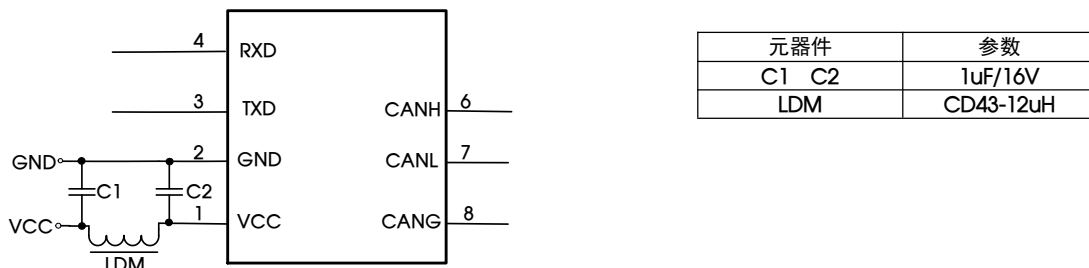 4 RXD
3 TXD
CANH 6
GND 2 GND
CANL 7
C1 C2
VCC 1 VCC
CANG 8
LDM
元器件 参数
C1 C2 1uF/16V
LDM CD43-12uH